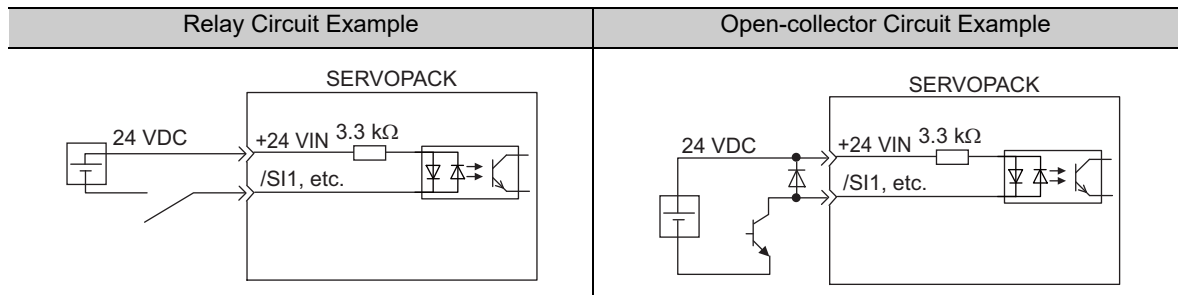 Relay Circuit Example
Open-collector Circuit Example
SERVOPACK
24 VDC
+24 VIN
3.3 kΩ
/SI1, etc.
SERVOPACK
24 VDC
+24 VIN
3.3 kΩ
/SI1, etc.